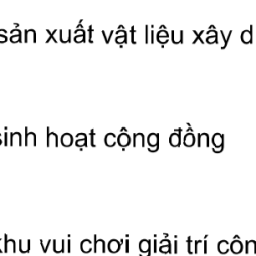 sản xuất vật liệu xây d
sinh hoạt cộng đồng
khu vui chơi giải trí côn